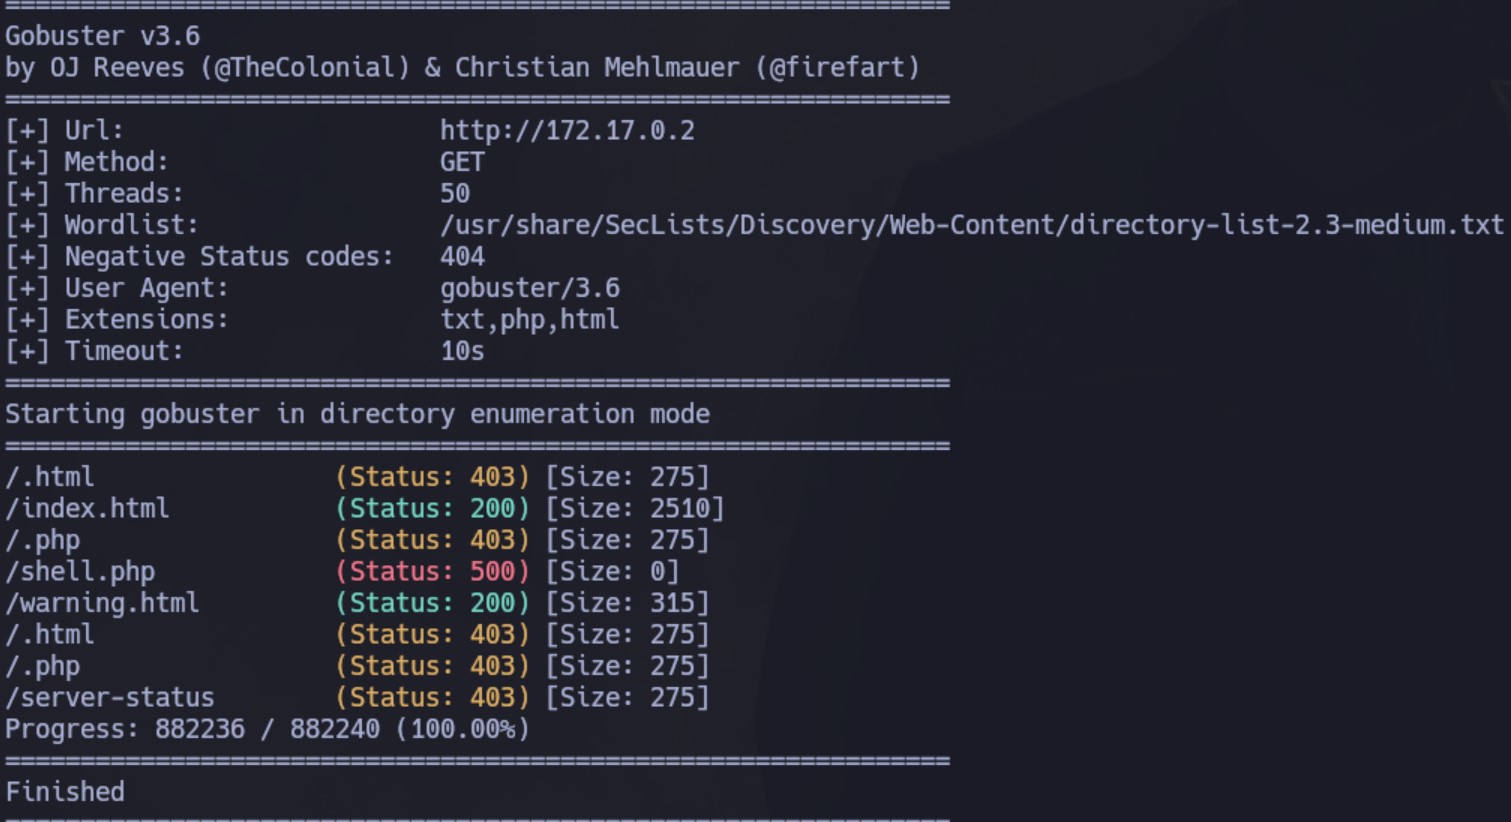 ===============================================================
Gobuster v3.6
by OJ Reeves (@TheColonial) & Christian Mehlmauer (@firefart)
===============================================================
[+] Url:                     http://172.17.0.2
[+] Method:                  GET
[+] Threads:                 50
[+] Wordlist:                /usr/share/SecLists/Discovery/Web-Content/directory-list-2.3-medium.txt
[+] Negative Status codes:   404
[+] User Agent:              gobuster/3.6
[+] Extensions:              txt,php,html
[+] Timeout:                 10s
===============================================================
Starting gobuster in directory enumeration mode
===============================================================
/.html                (Status: 403) [Size: 275]
/index.html           (Status: 200) [Size: 2510]
/.php                 (Status: 403) [Size: 275]
/shell.php            (Status: 500) [Size: 0]
/warning.html         (Status: 200) [Size: 315]
/.html                (Status: 403) [Size: 275]
/.php                 (Status: 403) [Size: 275]
/server-status        (Status: 403) [Size: 275]
Progress: 882236 / 882240 (100.00%)
===============================================================
Finished
===============================================================